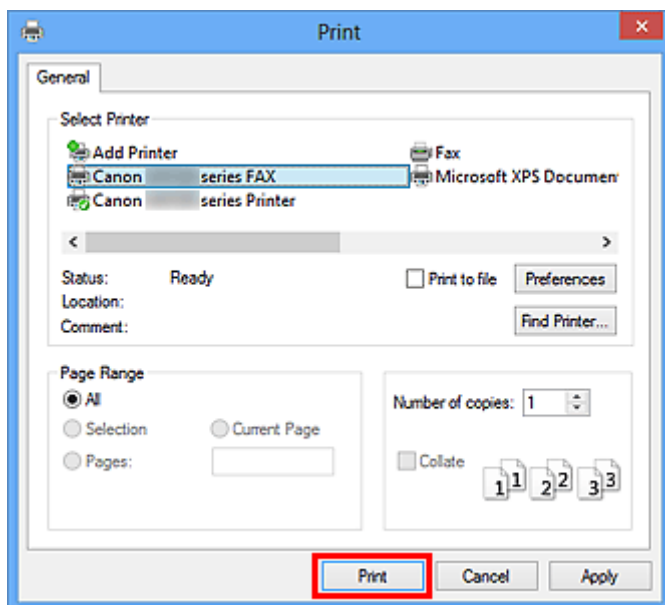 Print
General
Select Printer
Add Printer
Fax
Canon series FAX
Microsoft XPS Documen
Canon series Printer
Status: Ready
Print to file
Preferences
Location:
Comment:
Find Printer...
Page Range
All
Number of copies: 1
Selection
Current Page
Pages:
Collate
1 1 2 2 3 3
Print
Cancel
Apply